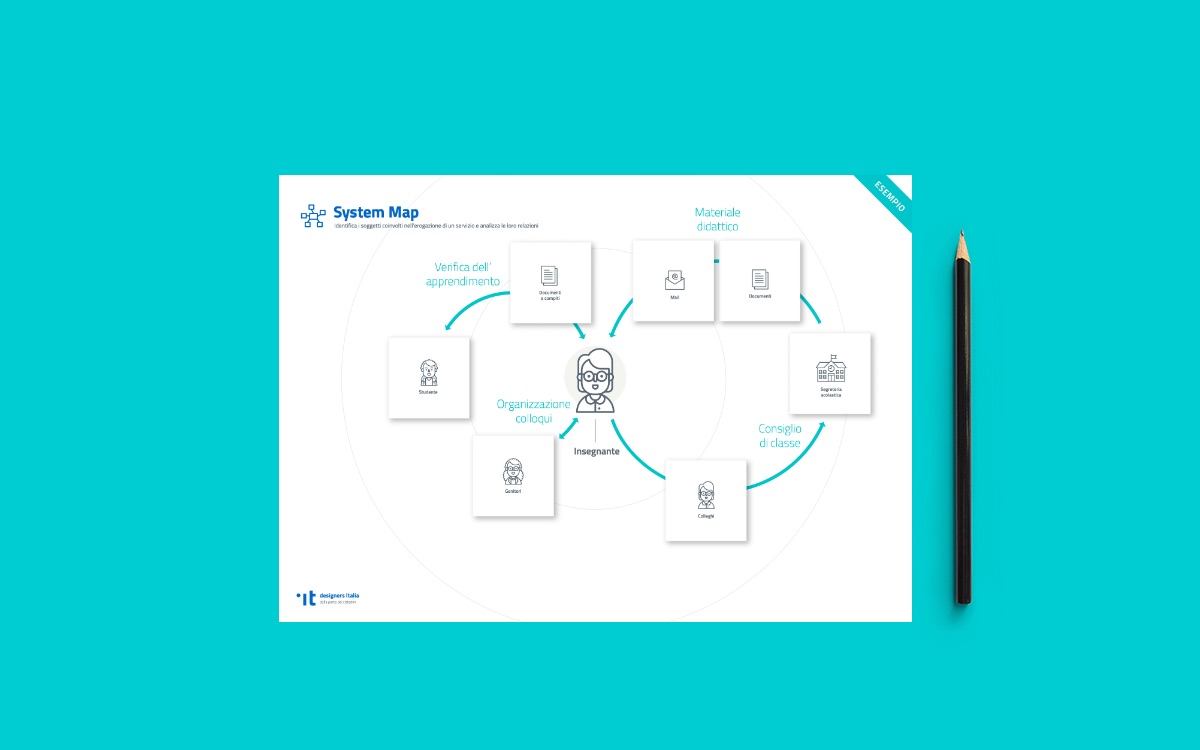 ESEMPIO
System Map
Identifica i soggetti coinvolti nell'erogazione di un servizio e analizza le loro relazioni
Materiale
didattico
Verifica dell'
apprendimento
Documenti
o compiti
Mail
Documenti
Studente
Segreteria
scolastica
Organizzazione
colloqui
Insegnante
Consiglio
di classe
Genitori
Colleghi
designers italia